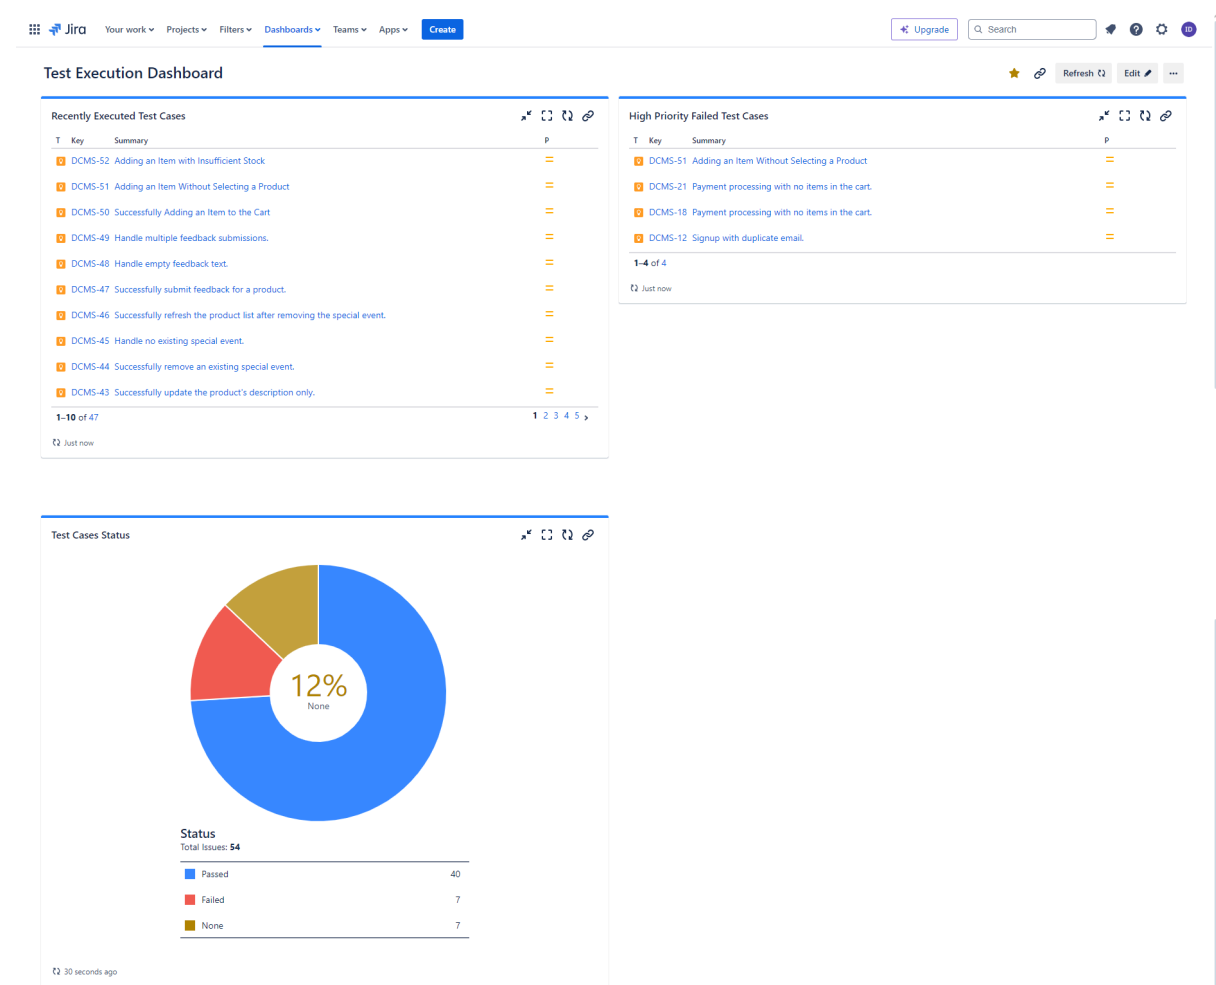 Jira Your work Projects Filters Dashboards Teams Apps Create Upgrade Search ID
Test Execution Dashboard
Refresh Edit
Recently Executed Test Cases
T Key Summary P
DCMS-52 Adding an Item with Insufficient Stock
DCMS-51 Adding an Item Without Selecting a Product
DCMS-50 Successfully Adding an Item to the Cart
DCMS-49 Handle multiple feedback submissions.
DCMS-48 Handle empty feedback text.
DCMS-47 Successfully submit feedback for a product.
DCMS-46 Successfully refresh the product list after removing the special event.
DCMS-45 Handle no existing special event.
DCMS-44 Successfully remove an existing special event.
DCMS-43 Successfully update the product's description only.
1–10 of 47 1 2 3 4 5
Just now
High Priority Failed Test Cases
T Key Summary P
DCMS-51 Adding an Item Without Selecting a Product
DCMS-21 Payment processing with no items in the cart.
DCMS-18 Payment processing with no items in the cart.
DCMS-12 Signup with duplicate email.
1–4 of 4
Just now
Test Cases Status
12%
None
Status
Total Issues: 54
Passed 40
Failed 7
None 7
30 seconds ago